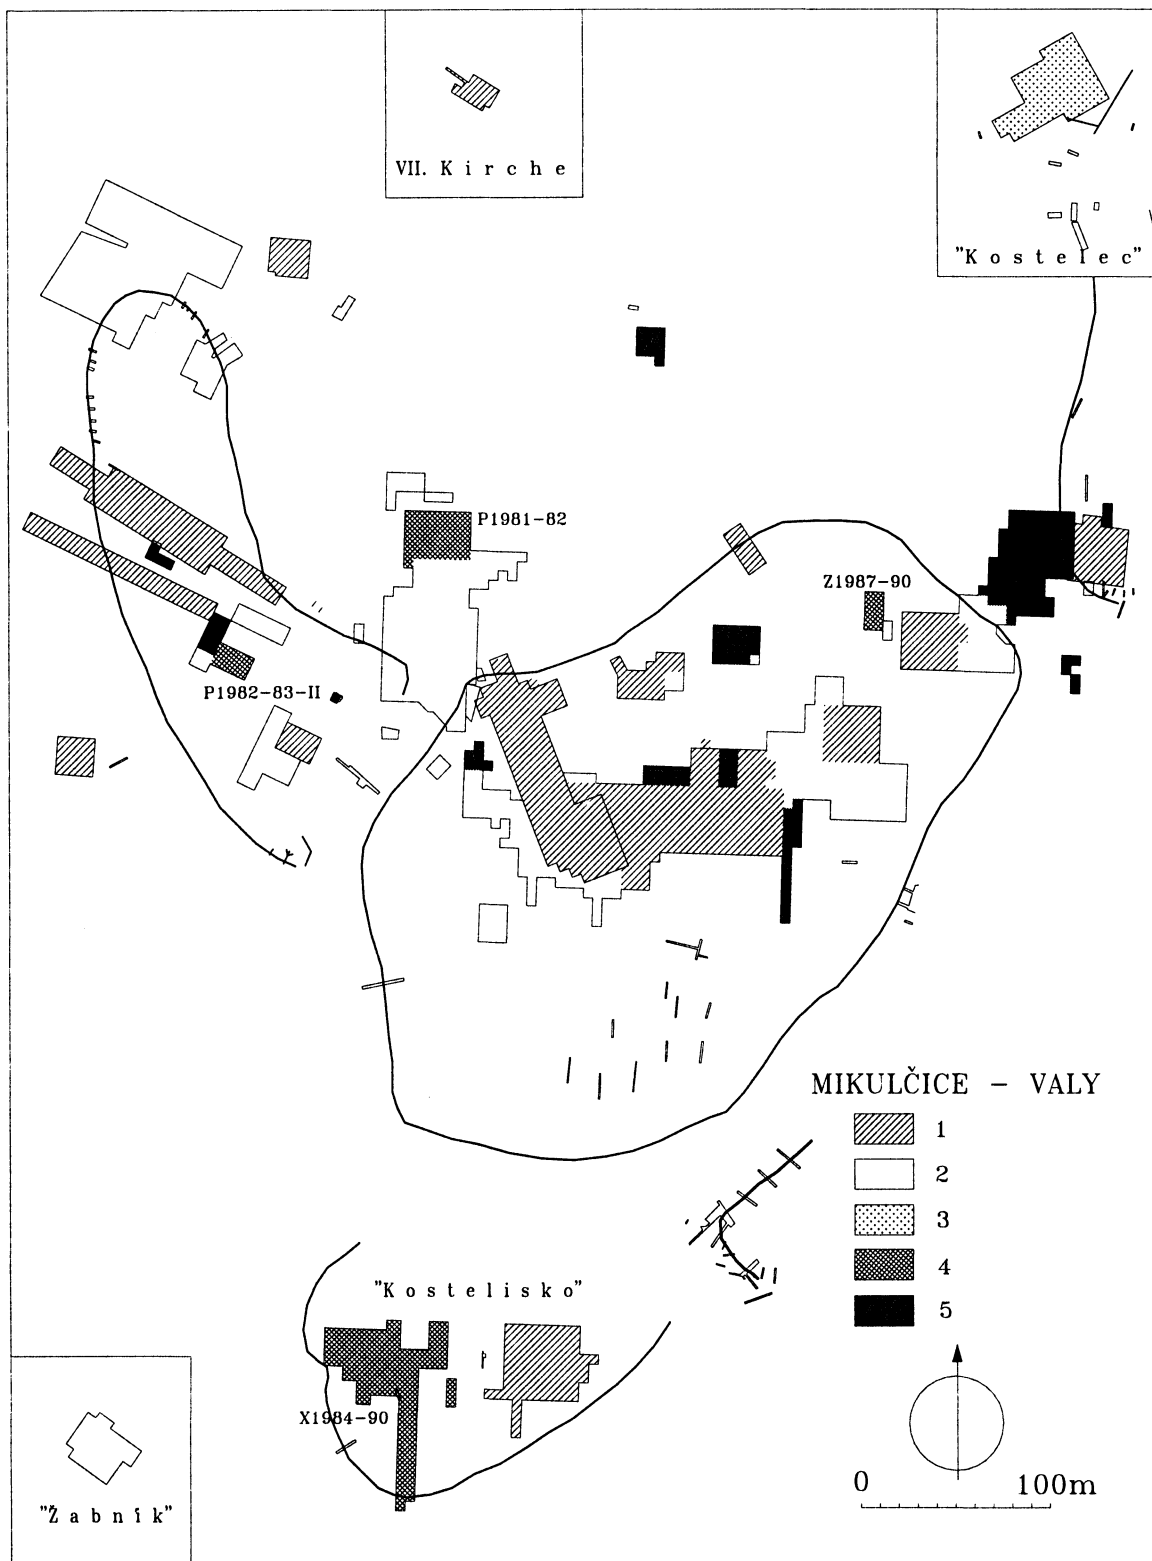 VII. Kirche
"Kostelec"
P1981-82
Z1987-90
P1982-83-II
MIKULČICE - VALY
1
2
3
4
5
"Kostelisko"
X1984-90
"Žabník"
0 100m